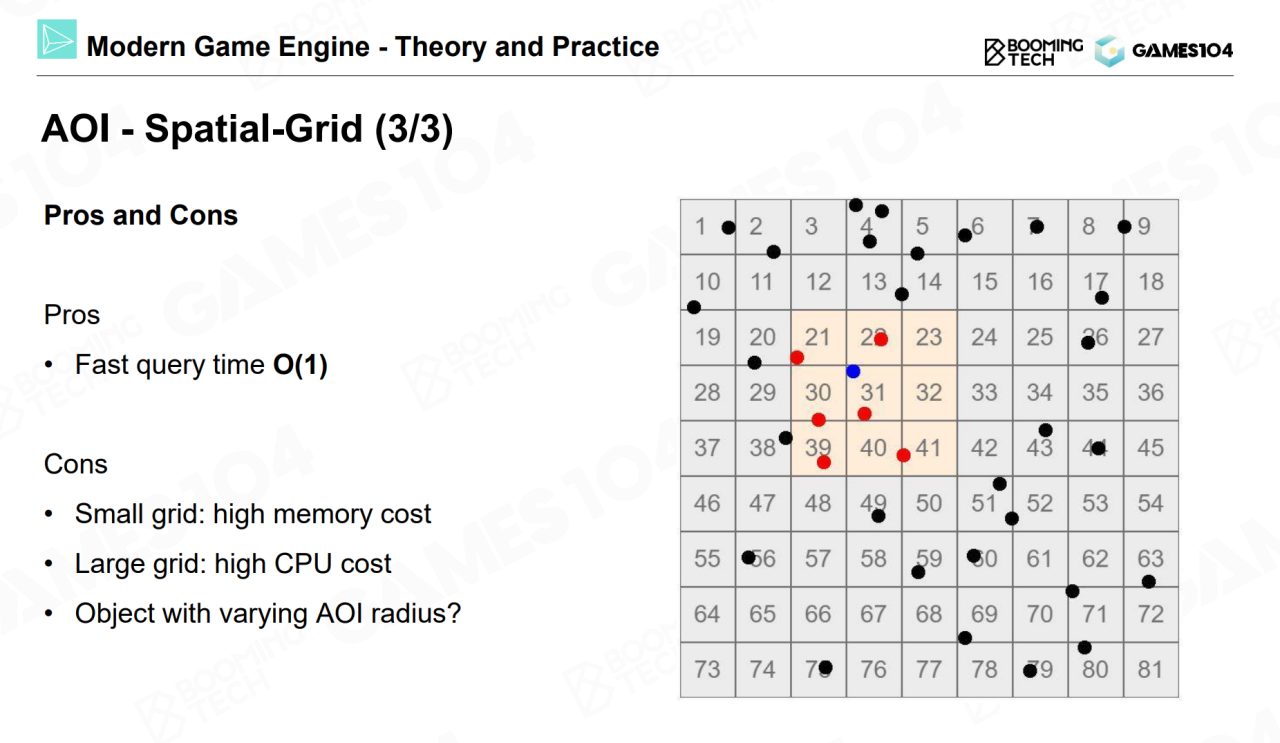 Modern Game Engine - Theory and Practice
BOOMING TECH
GAMES104
AOI - Spatial-Grid (3/3)
Pros and Cons
Pros
• Fast query time O(1)
Cons
• Small grid: high memory cost
• Large grid: high CPU cost
• Object with varying AOI radius?
1 2 3 4 5 6 7 8 9
10 11 12 13 14 15 16 17 18
19 20 21 22 23 24 25 26 27
28 29 30 31 32 33 34 35 36
37 38 39 40 41 42 43 44 45
46 47 48 49 50 51 52 53 54
55 56 57 58 59 60 61 62 63
64 65 66 67 68 69 70 71 72
73 74 75 76 77 78 79 80 81